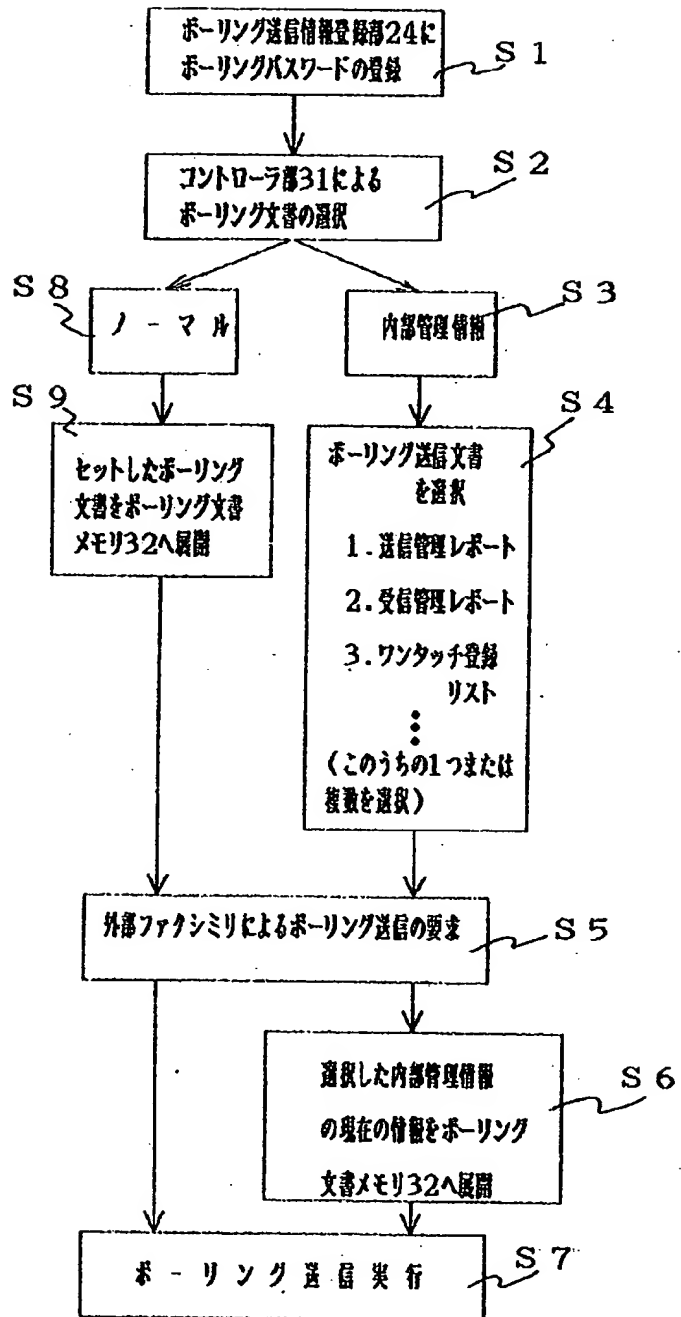 ポーリング送信情報登録部24に
ポーリングパスワードの登録
S1
コントローラ部31による
ポーリング文書の選択
S2
S8
ノーマル
内部管理情報
S3
S9
セットしたポーリング
文書をポーリング文書
メモリ32へ展開
ポーリング送信文書
を選択
1.送信管理レポート
2.受信管理レポート
3.ワンタッチ登録
リスト
(このうちの1つまたは
複数を選択)
S4
外部ファクシミリによるポーリング送信の要求
S5
選択した内部管理情報
の現在の情報をポーリング
文書メモリ32へ展開
S6
ポーリング送信実行
S7